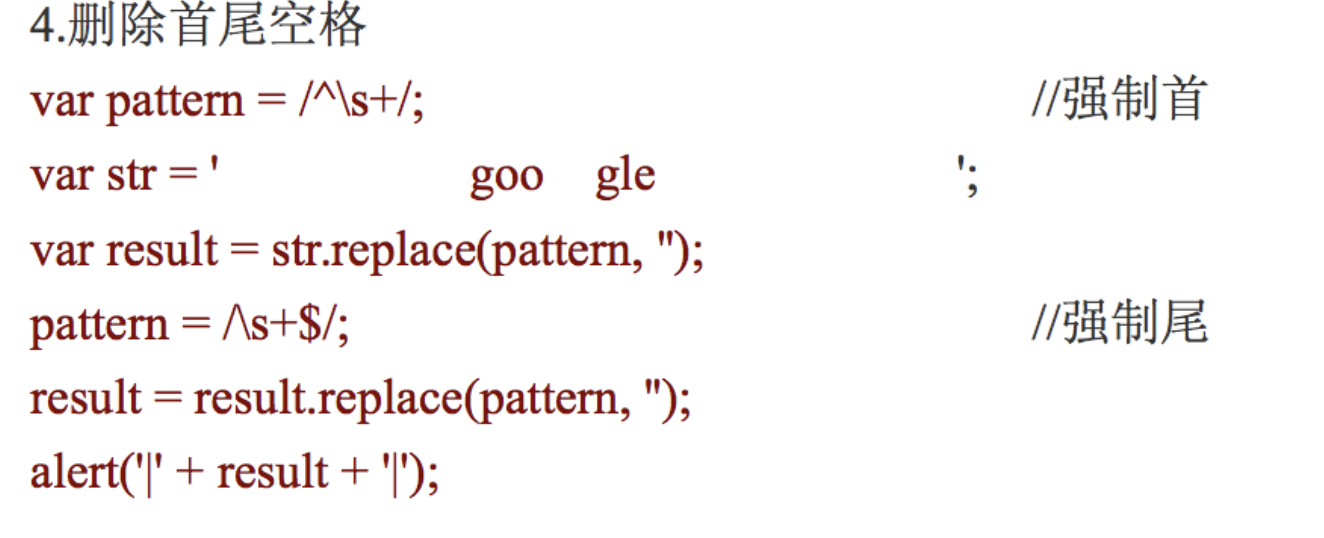 4.删除首尾空格
var pattern = /^\s+/; //强制首
var str = '          goo  gle            ';
var result = str.replace(pattern, '');
pattern = /\s+$/; //强制尾
result = result.replace(pattern, '');
alert('|' + result + '|');